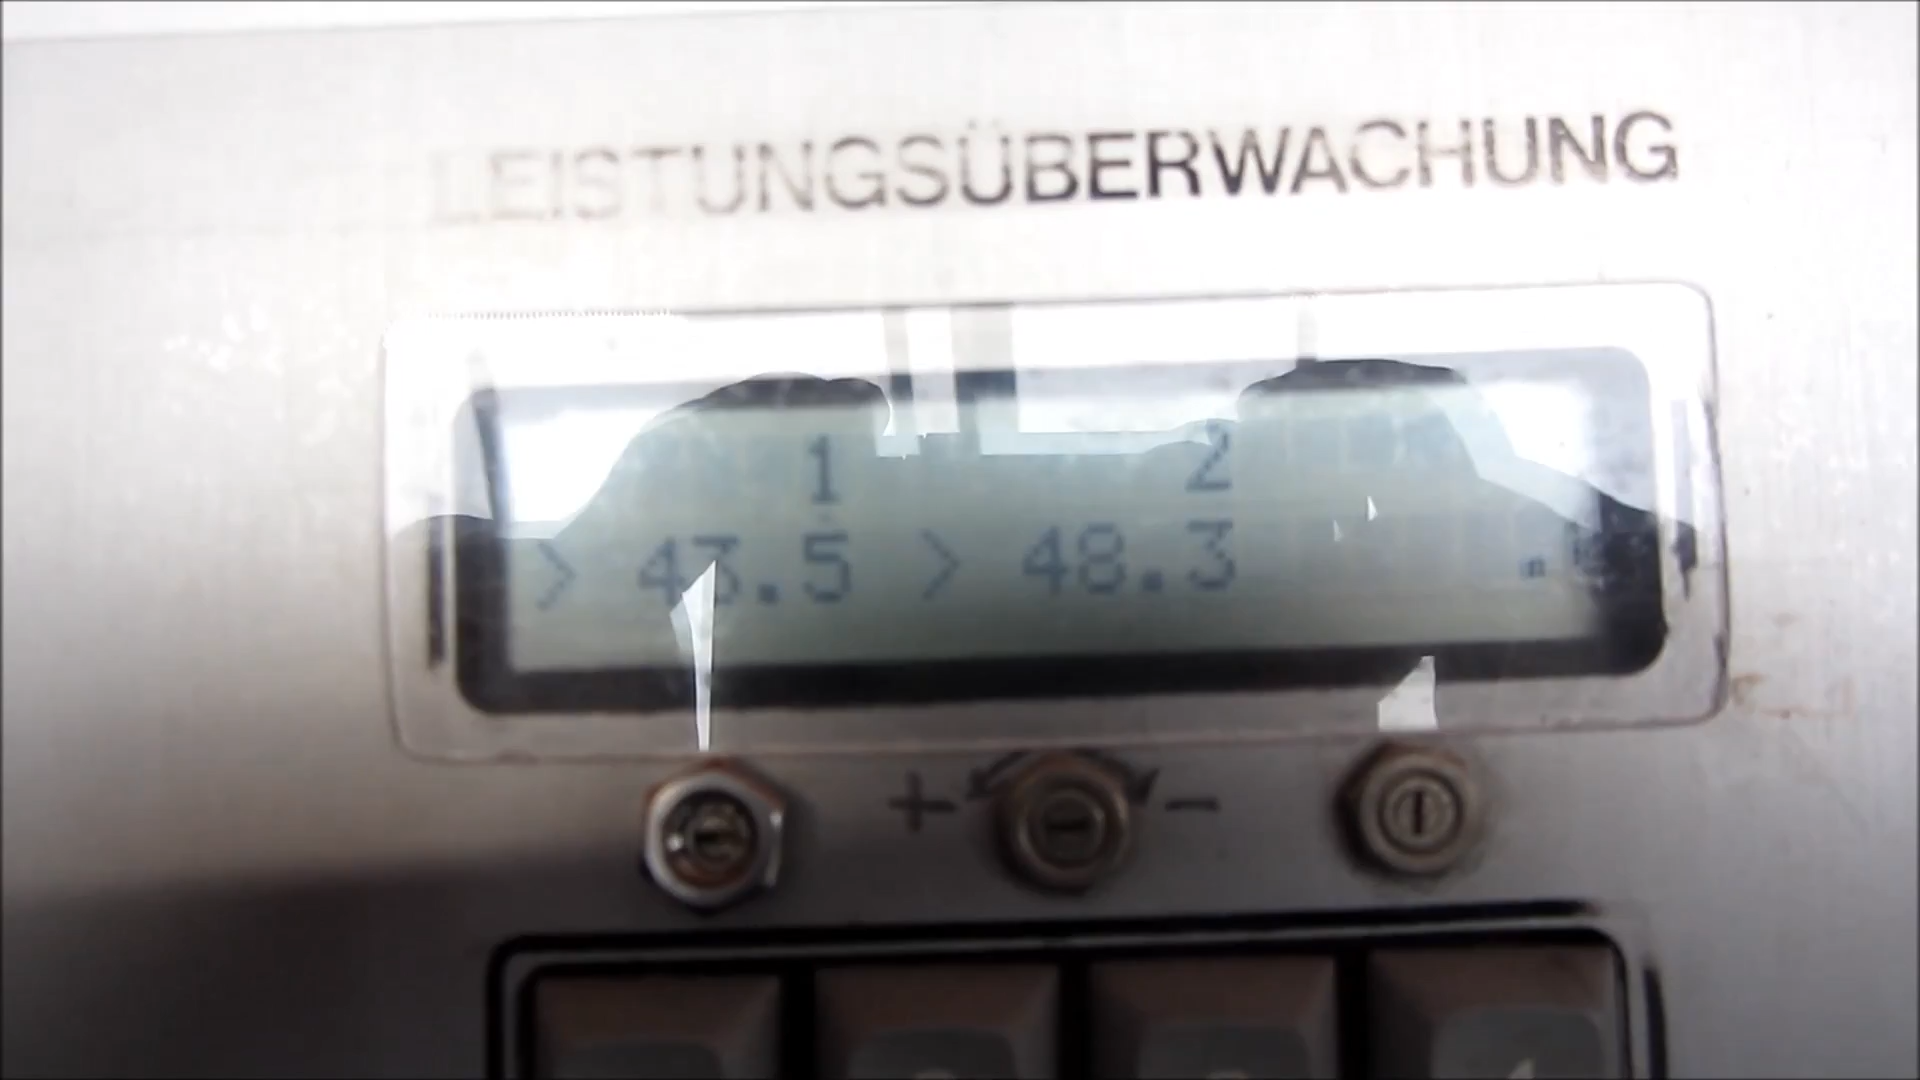 LEISTUNGSÜBERWACHUNG
1 2
> 43.5 > 48.3
+ -